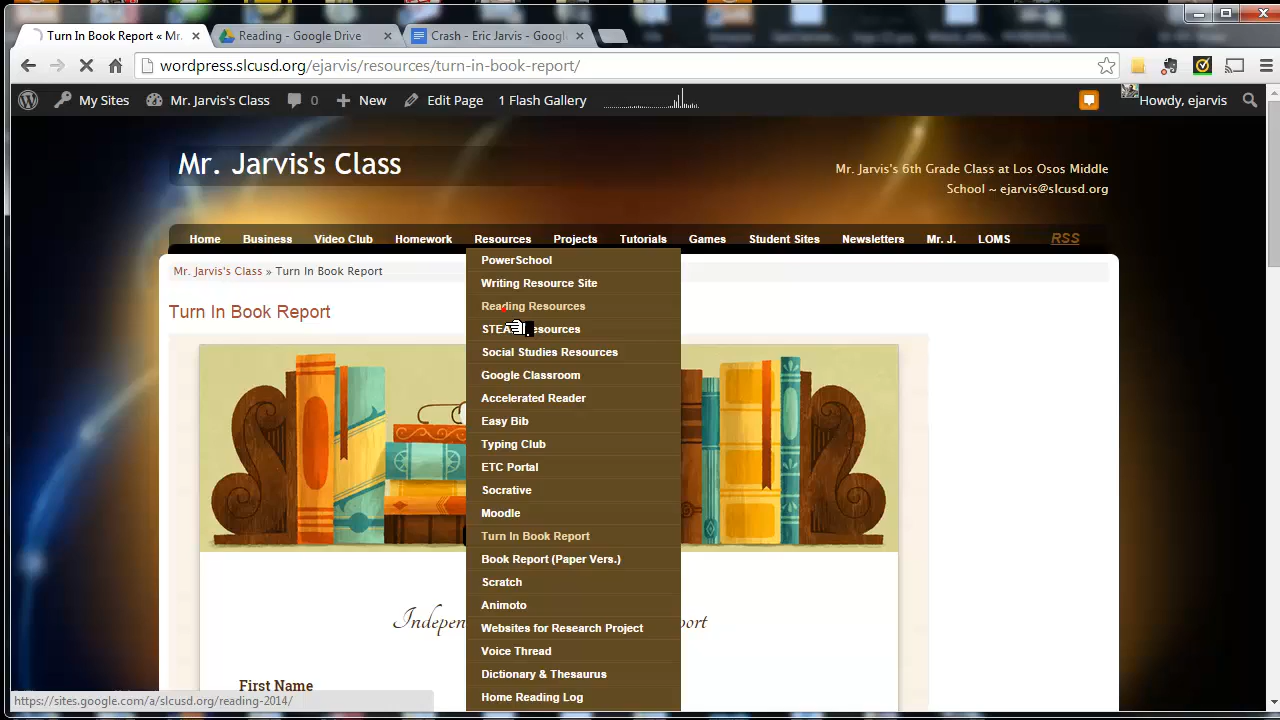 Turn In Book Report « Mr.
Reading - Google Drive
Crash - Eric Jarvis - Googl
wordpress.slcusd.org/ejarvis/resources/turn-in-book-report/
My Sites
Mr. Jarvis's Class
0
New
Edit Page
1 Flash Gallery
Howdy, ejarvis
Mr. Jarvis's Class
Mr. Jarvis's 6th Grade Class at Los Osos Middle
School ~ ejarvis@slcusd.org
Home Business Video Club Homework Resources Projects Tutorials Games Student Sites Newsletters Mr. J. LOMS RSS
Mr. Jarvis's Class » Turn In Book Report
Turn In Book Report
PowerSchool
Writing Resource Site
Reading Resources
STEA esources
Social Studies Resources
Google Classroom
Accelerated Reader
Easy Bib
Typing Club
ETC Portal
Socrative
Moodle
Turn In Book Report
Book Report (Paper Vers.)
Scratch
Animoto
Websites for Research Project
Voice Thread
Dictionary & Thesaurus
Home Reading Log
Indepen ort
First Name
https://sites.google.com/a/slcusd.org/reading-2014/